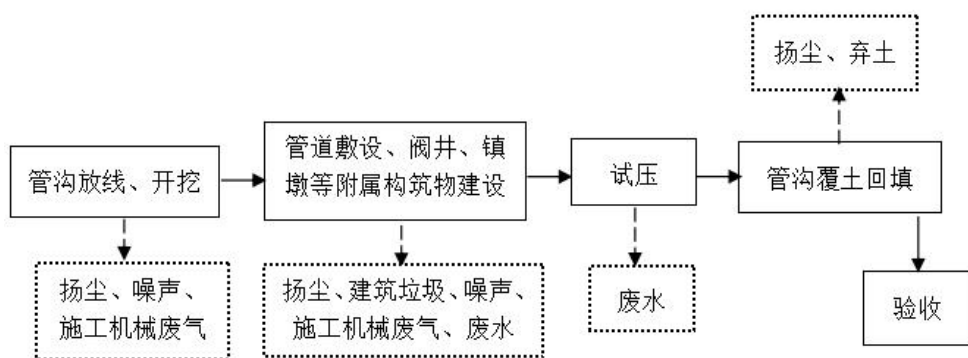 扬尘、弃土
管沟放线、开挖
管道敷设、阀井、镇
墩等附属构筑物建设
试压
管沟覆土回填
扬尘、噪声、
施工机械废气
扬尘、建筑垃圾、噪声、
施工机械废气、废水
废水
验收